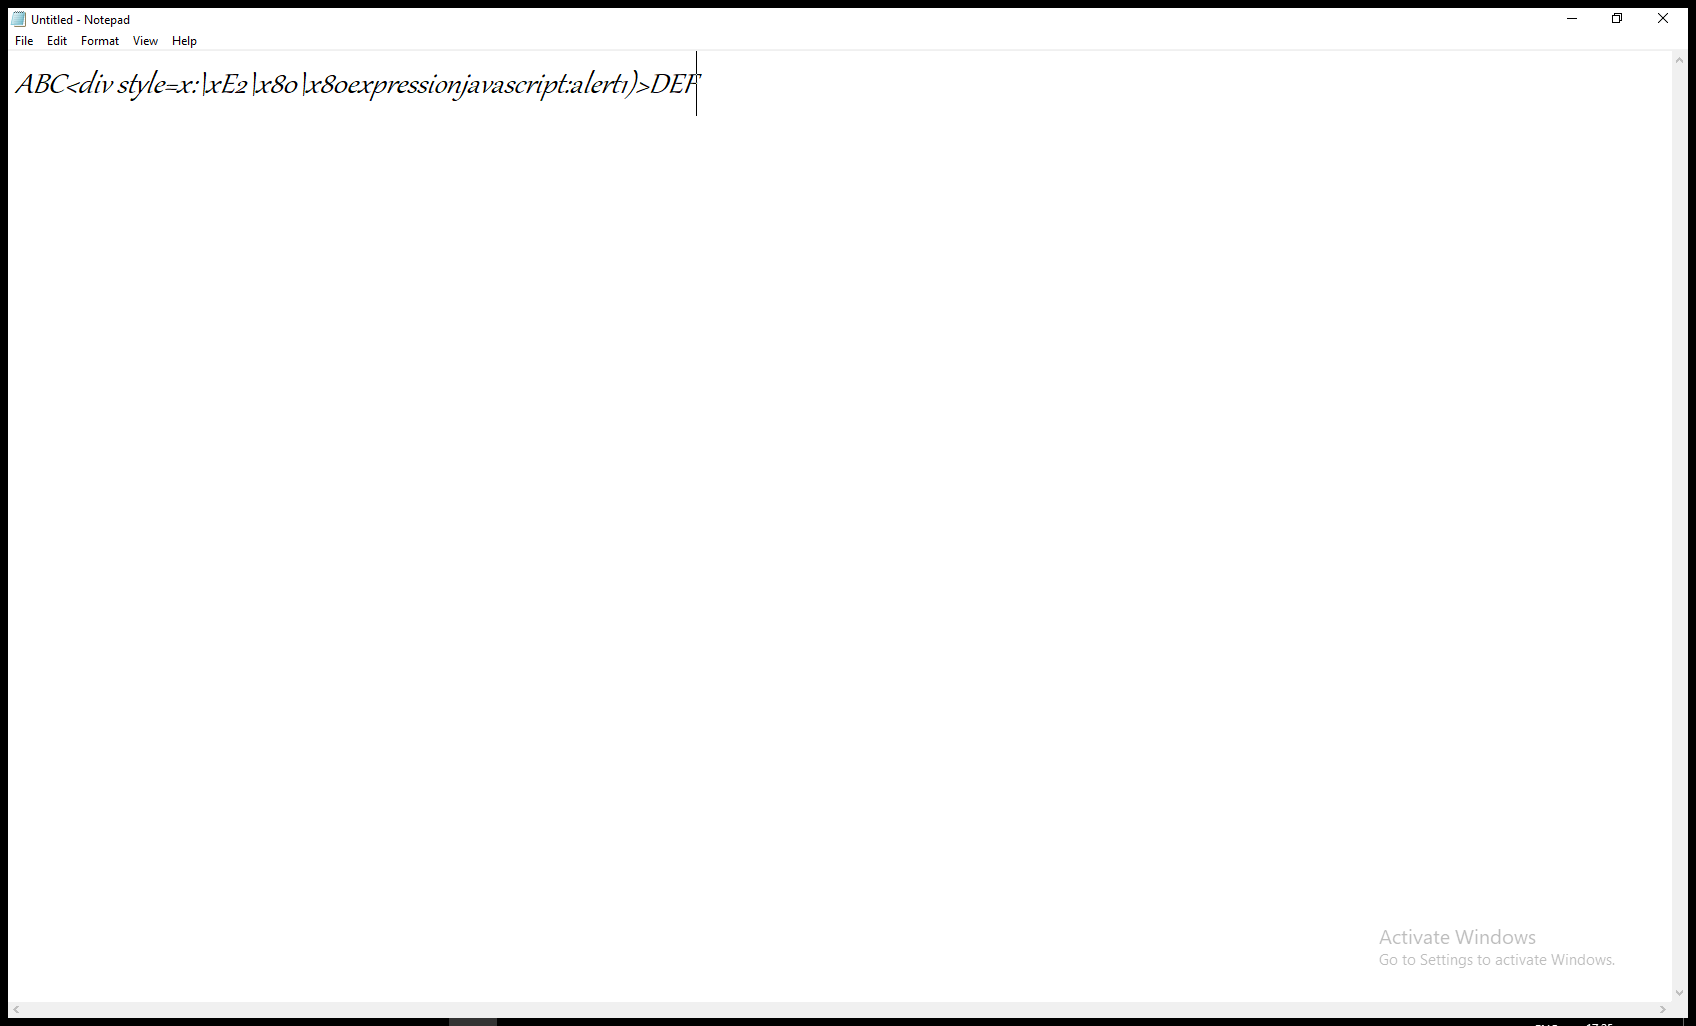 Untitled - Notepad
File Edit Format View Help
ABC<div style=x:\xE2\x80\x80expressionjavascript:alert1)>DEF
Activate Windows
Go to Settings to activate Windows.